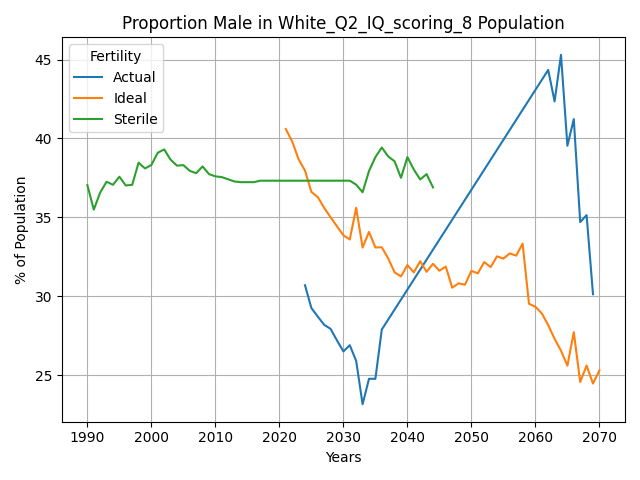 Proportion Male in White_Q2_IQ_scoring_8 Population
Fertility
Actual
Ideal
Sterile
% of Population
45
40
35
30
25
1990
2000
2010
2020
2030
2040
2050
2060
2070
Years